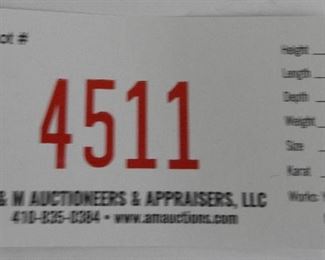 ot #
4511
& M AUCTIONEERS & APPRAISERS, LLC
410-835-0384 • www.amauctions.com
Height
Length
Depth
Weight
Size
Karat
Works: